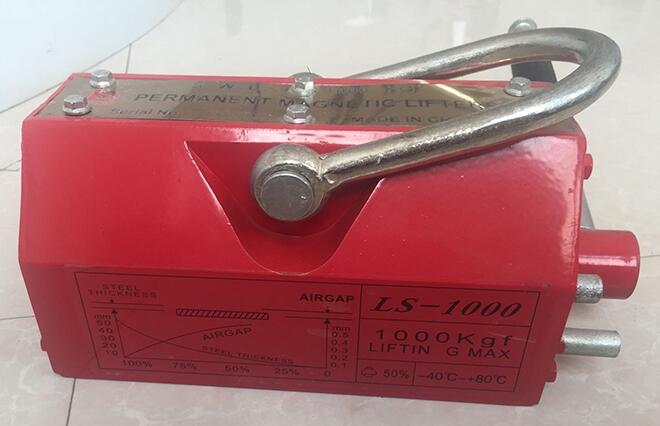 PERMANENT MAGNETIC LIFTER
Serial No
MADE IN CH
STEEL
THICKNESS
AIRGAP
mm
50
40
30
20
10
AIRGAP
STEEL THICKNESS
mm
0.5
0.4
0.3
0.2
0.1
100% 75% 50% 25% 0
LS-1000
1000Kgf
LIFTIN G MAX
50% -40℃-+80℃